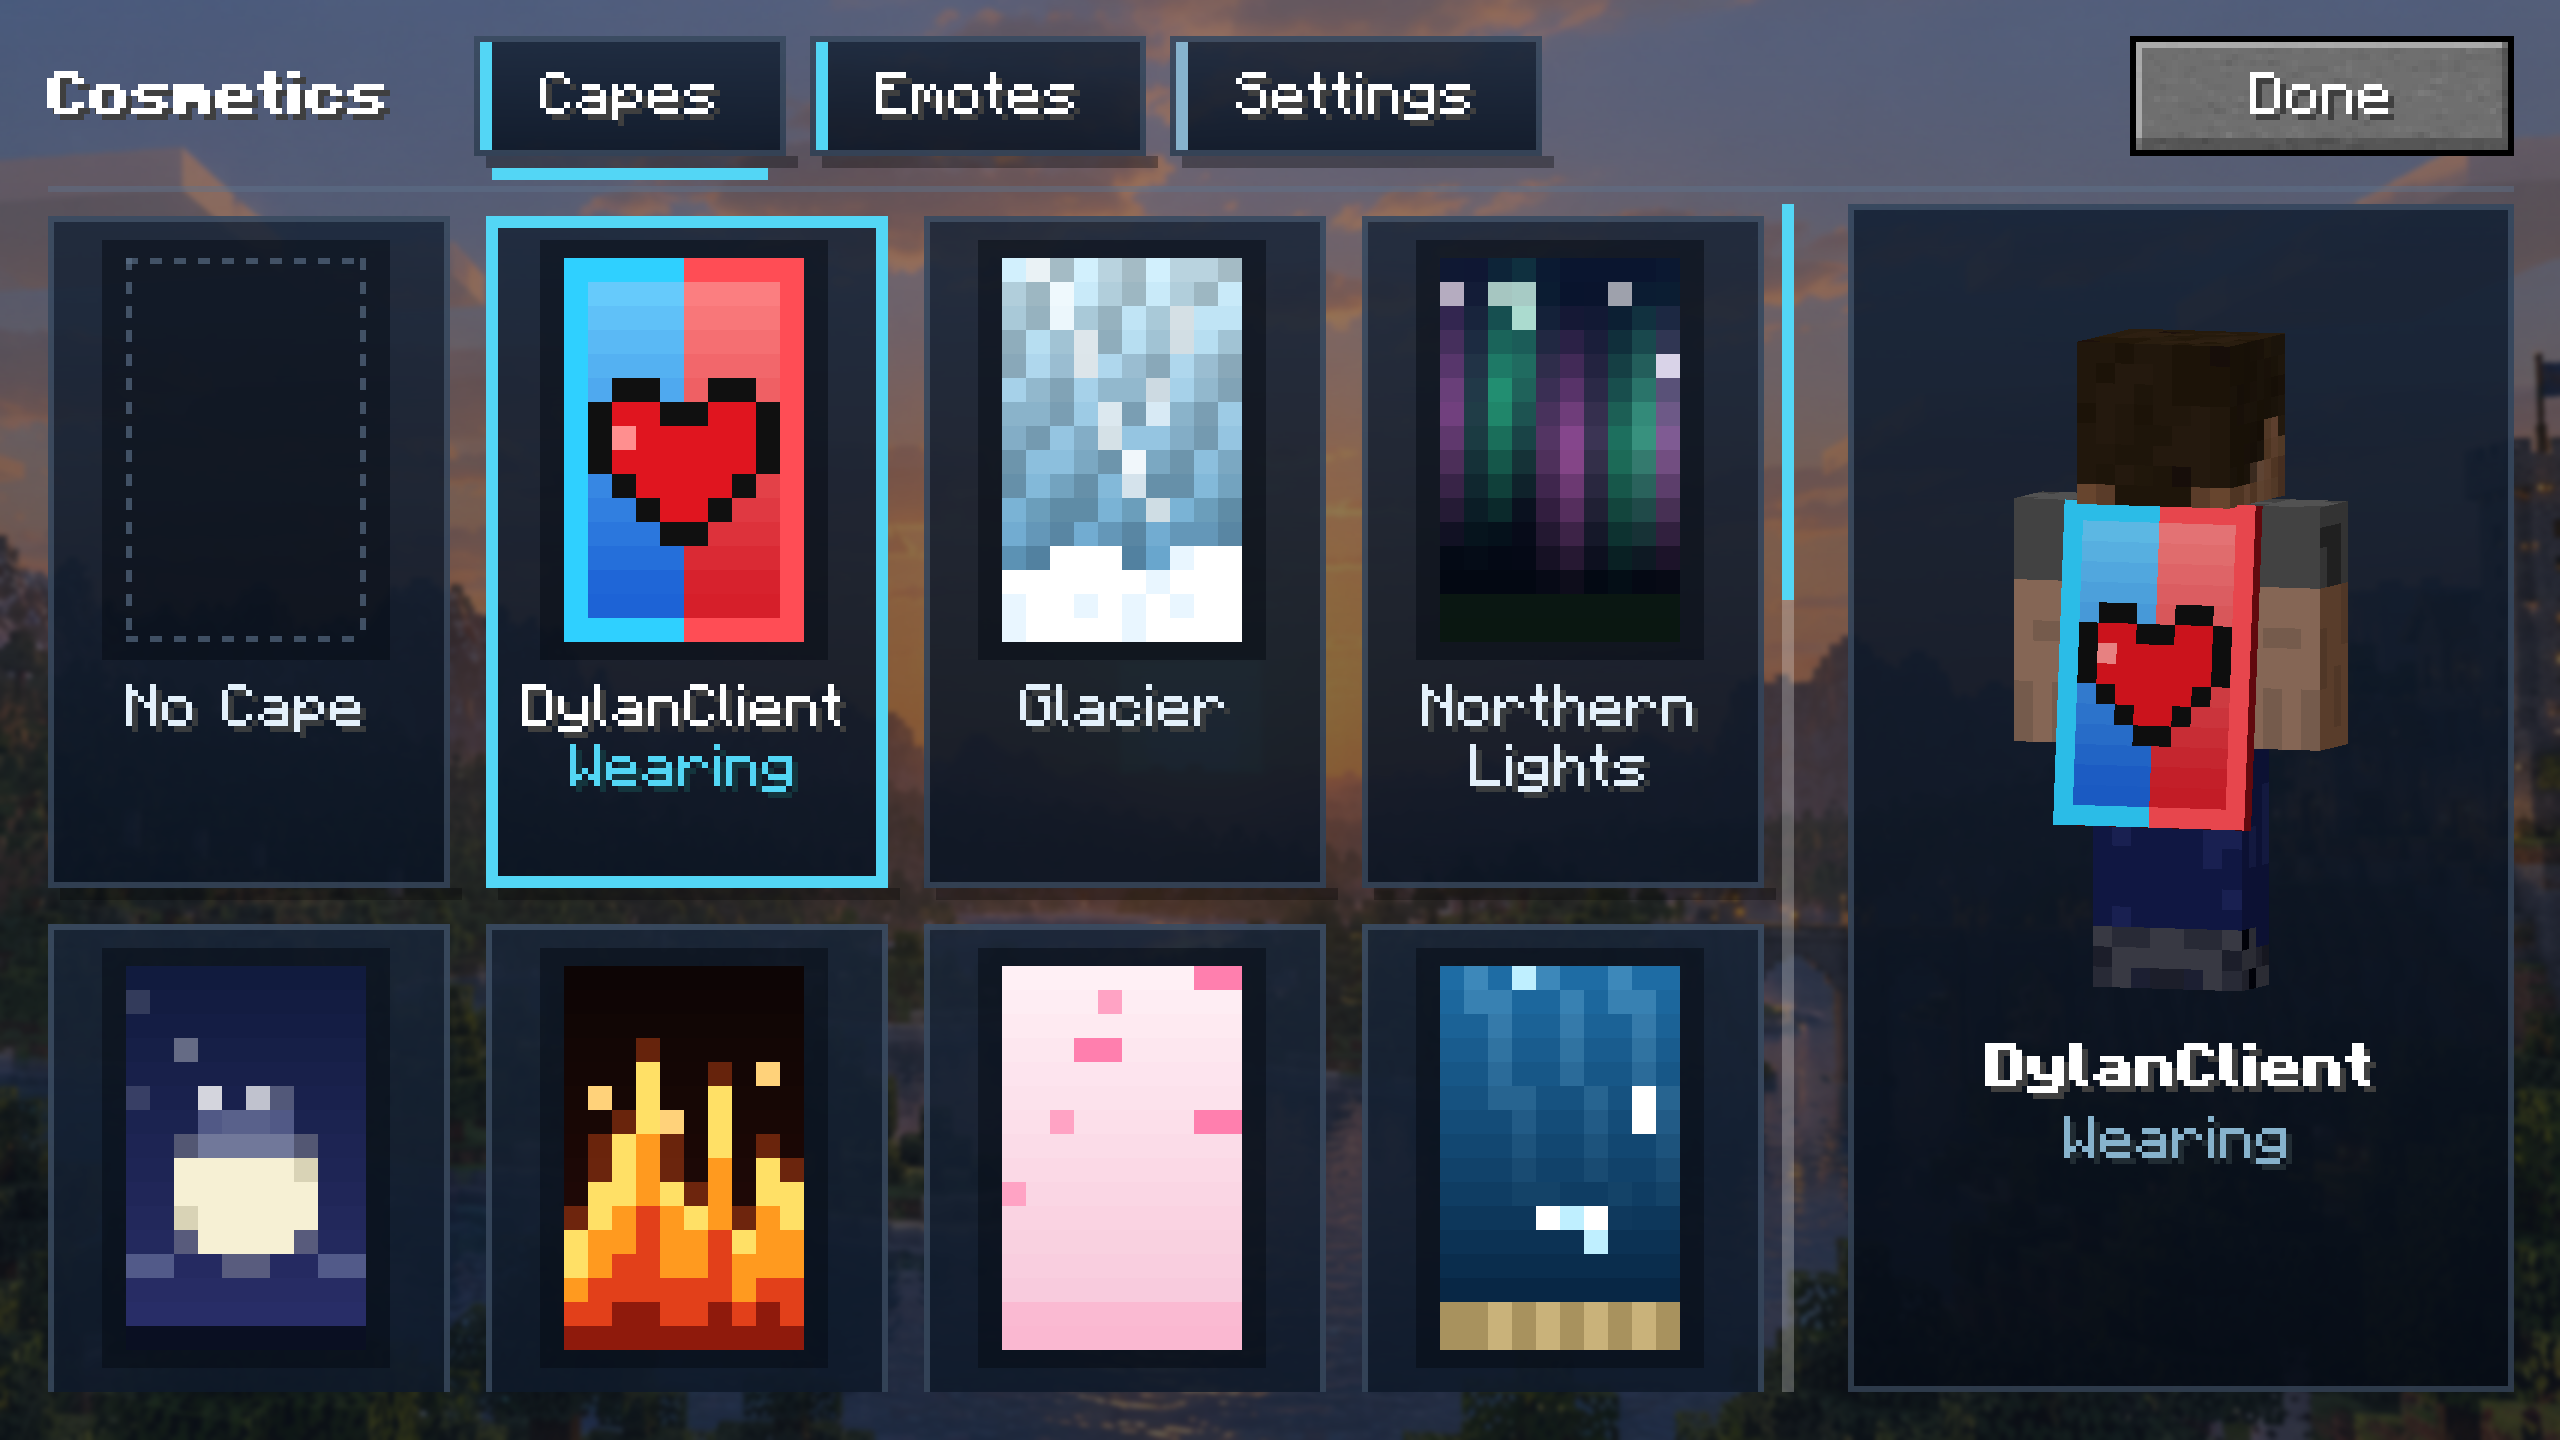 Cosmetics
Capes
Emotes
Settings
Done
No Cape
DylanClient
Wearing
Glacier
Northern
Lights
DylanClient
Wearing